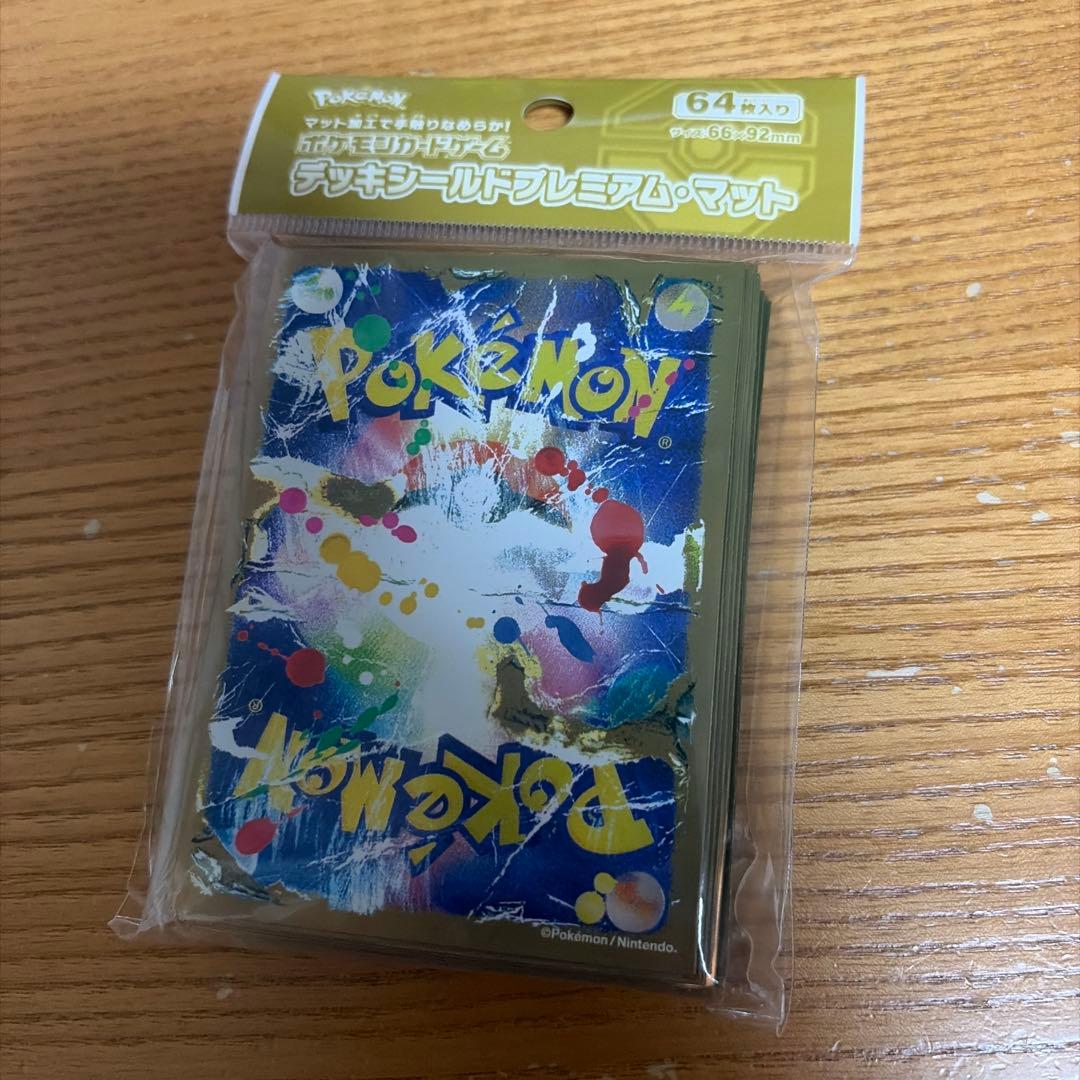 POKéMON
64枚入り
サイズ:66×92mm
マット加工で手触りなめらか!
ポケモンカードゲーム
デッキシールドプレミアム・マット
POKéMON
®
®
POKéMON
©Pokémon/Nintendo.